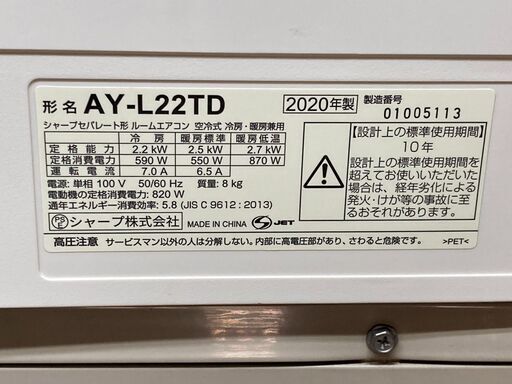 形名 AY-L22TD 2020年製 製造番号 01005113
シャープセパレート形 ルームエアコン 空冷式 冷房・暖房兼用
冷房 暖房標準 暖房低温
定格能力 2.2 kW 2.5 kW 2.7 kW
定格消費電力 590 W 550 W 870 W
運転電流 7.0 A 6.5 A
電源: 単相 100 V 50/60 Hz 質量: 8 kg
電動機の定格消費電力: 820 W
通年エネルギー消費効率: 5.8 (JIS C 9612 : 2013)
PSE シャープ株式会社 MADE IN CHINA JET
【設計上の標準使用期間】
10 年
設計上の標準使用期間を
超えてお使いいただいた
場合は、経年劣化による
発火・けが等の事故に至
るおそれがあります。
高圧注意 サービスマン以外の人は分解しない。内部に高電圧部があり、さわると危険です。 >PET<